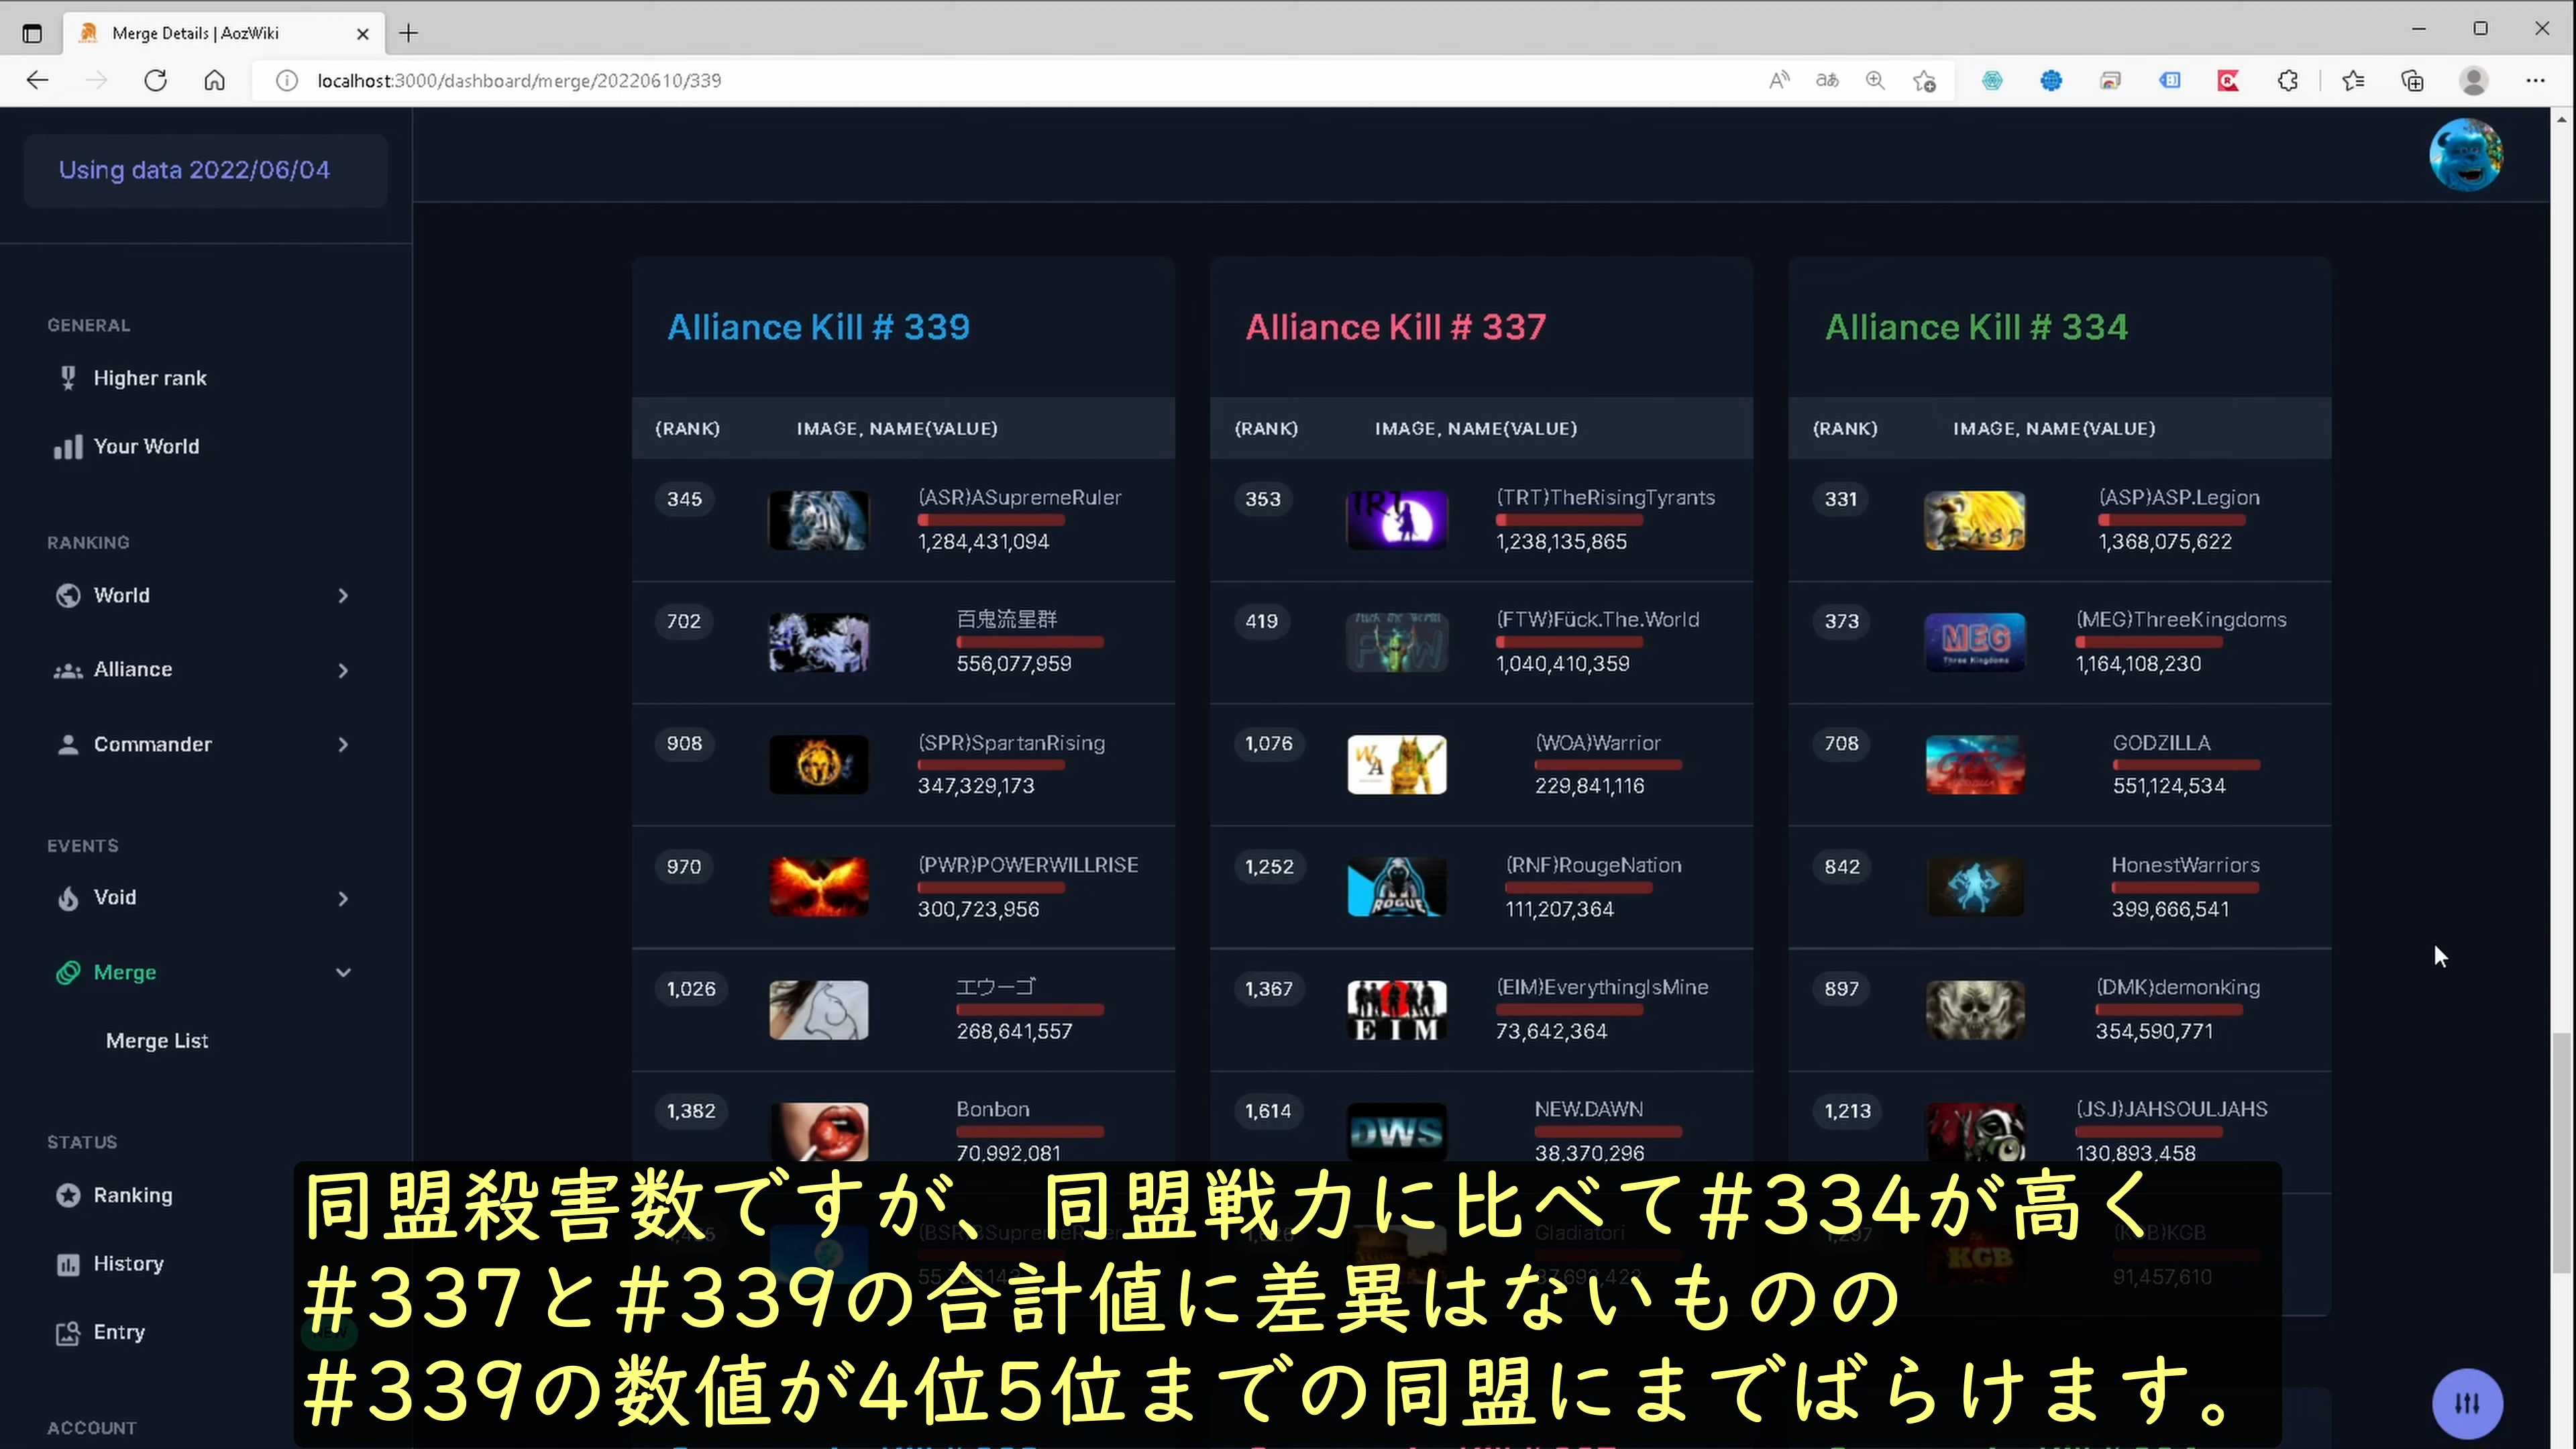 Merge Details | AozWiki
localhost:3000/dashboard/merge/20220610/339
Using data 2022/06/04
GENERAL
Higher rank
Your World
RANKING
World
Alliance
Commander
EVENTS
Void
Merge
Merge List
STATUS
Ranking
History
Entry
ACCOUNT
Alliance Kill # 339
(RANK) IMAGE, NAME(VALUE)
345 (ASR)ASupremeRuler
1,284,431,094
702 百鬼流星群
556,077,959
908 (SPR)SpartanRising
347,329,173
970 (PWR)POWERWILLRISE
300,723,956
1,026 エウーゴ
268,641,557
1,382 Bonbon
70,992,081
Alliance Kill # 337
(RANK) IMAGE, NAME(VALUE)
353 (TRT)TheRisingTyrants
1,238,135,865
419 (FTW)Fück.The.World
1,040,410,359
1,076 (WOA)Warrior
229,841,116
1,252 (RNF)RougeNation
111,207,364
ROGUE
1,367 (EIM)EverythingIsMine
73,642,364
EIM
1,614 NEW.DAWN
38,370,296
DWS
Gladiatori
Alliance Kill # 334
(RANK) IMAGE, NAME(VALUE)
331 (ASP)ASP.Legion
1,368,075,622
ASP
373 (MEG)ThreeKingdoms
1,164,108,230
MEG
Three Kingdoms
708 GODZILLA
551,124,534
842 HonestWarriors
399,666,541
897 (DMK)demonking
354,590,771
1,213 (JSJ)JAHSOULJAHS
130,893,458
KGB
91,457,610
同盟殺害数ですが、同盟戦力に比べて#334が高く
#337と#339の合計値に差異はないものの
#339の数値が4位5位までの同盟にまでばらけます。